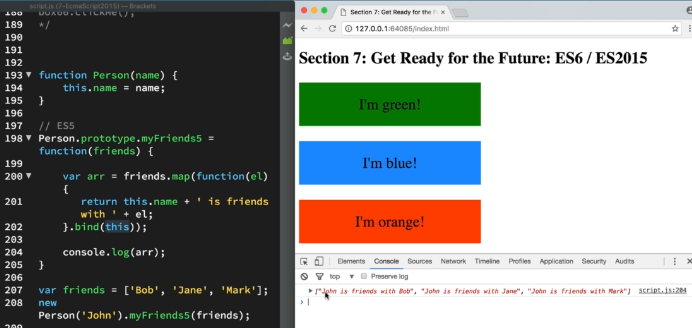 script.js (7-EcmaScript2015) — Brackets
188
box66.clickMe();
189
*/
190
191
192
193 function Person(name) {
194 this.name = name;
195 }
196
197 // ES5
198 Person.prototype.myFriends5 =
function(friends) {
199
200 var arr = friends.map(function(el)
{
201 return this.name + ' is friends
with ' + el;
202 }.bind(this));
203
204 console.log(arr);
205 }
206
207 var friends = ['Bob', 'Jane', 'Mark'];
208 new
Person('John').myFriends5(friends);
209
Section 7: Get Ready for the F
127.0.0.1:64085/index.html
Section 7: Get Ready for the Future: ES6 / ES2015
I'm green!
I'm blue!
I'm orange!
Elements Console Sources Network Timeline Profiles Application Security Audits
top Preserve log
["John is friends with Bob", "John is friends with Jane", "John is friends with Mark"] script.js:204